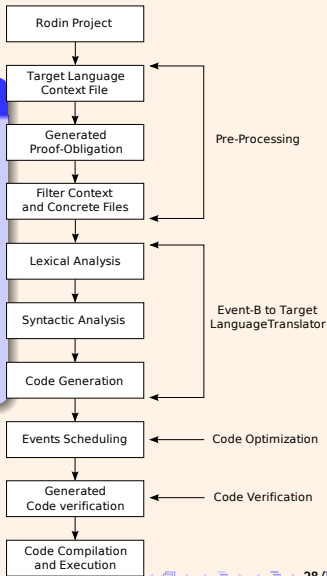 Rodin Project
Target Language
Context File
Generated
Proof-Obligation
Pre-Processing
Filter Context
and Concrete Files
Lexical Analysis
Syntactic Analysis
Event-B to Target
LanguageTranslator
Code Generation
Events Scheduling
Code Optimization
Generated
Code verification
Code Verification
Code Compilation
and Execution